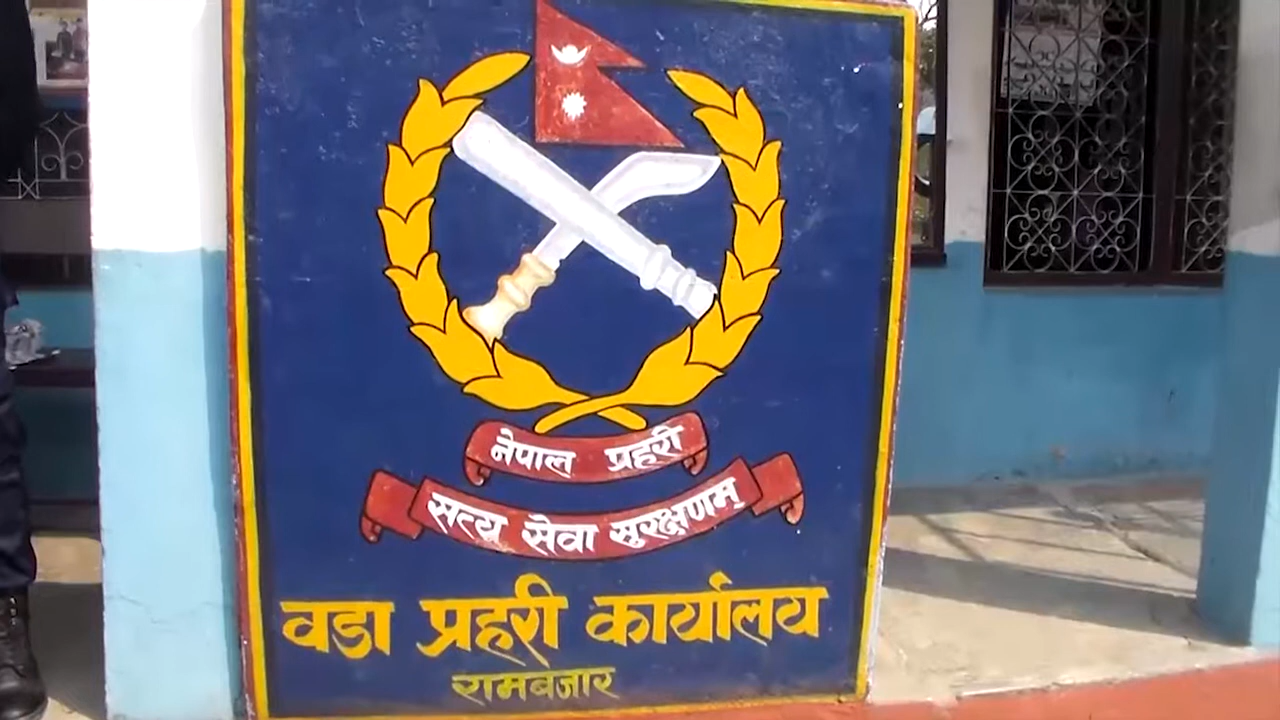 नेपाल प्रहरी
सत्य सेवा सुरक्षणम्
वडा प्रहरी कार्यालय
रामबजार